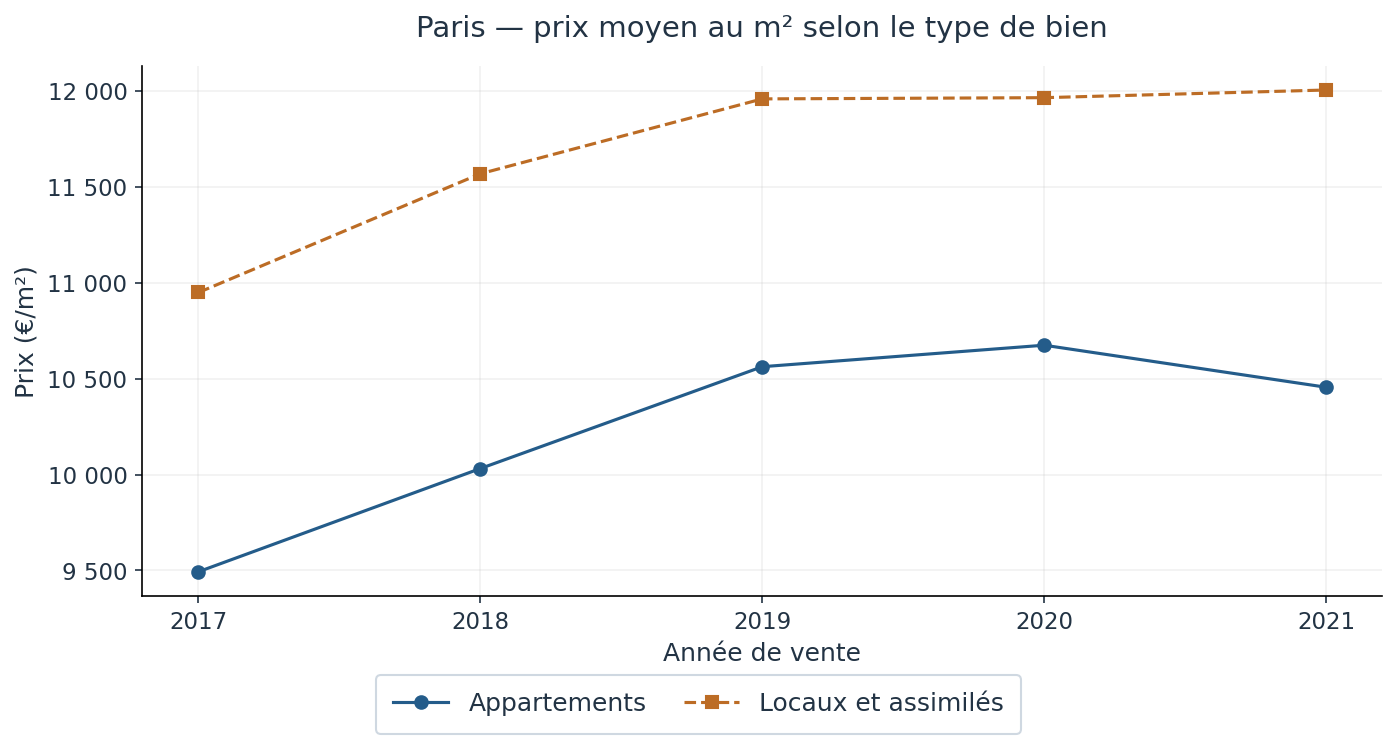 Paris — prix moyen au m² selon le type de bien
Prix (€/m²)
12 000
11 500
11 000
10 500
10 000
9 500
2017 2018 2019 2020 2021
Année de vente
Appartements Locaux et assimilés